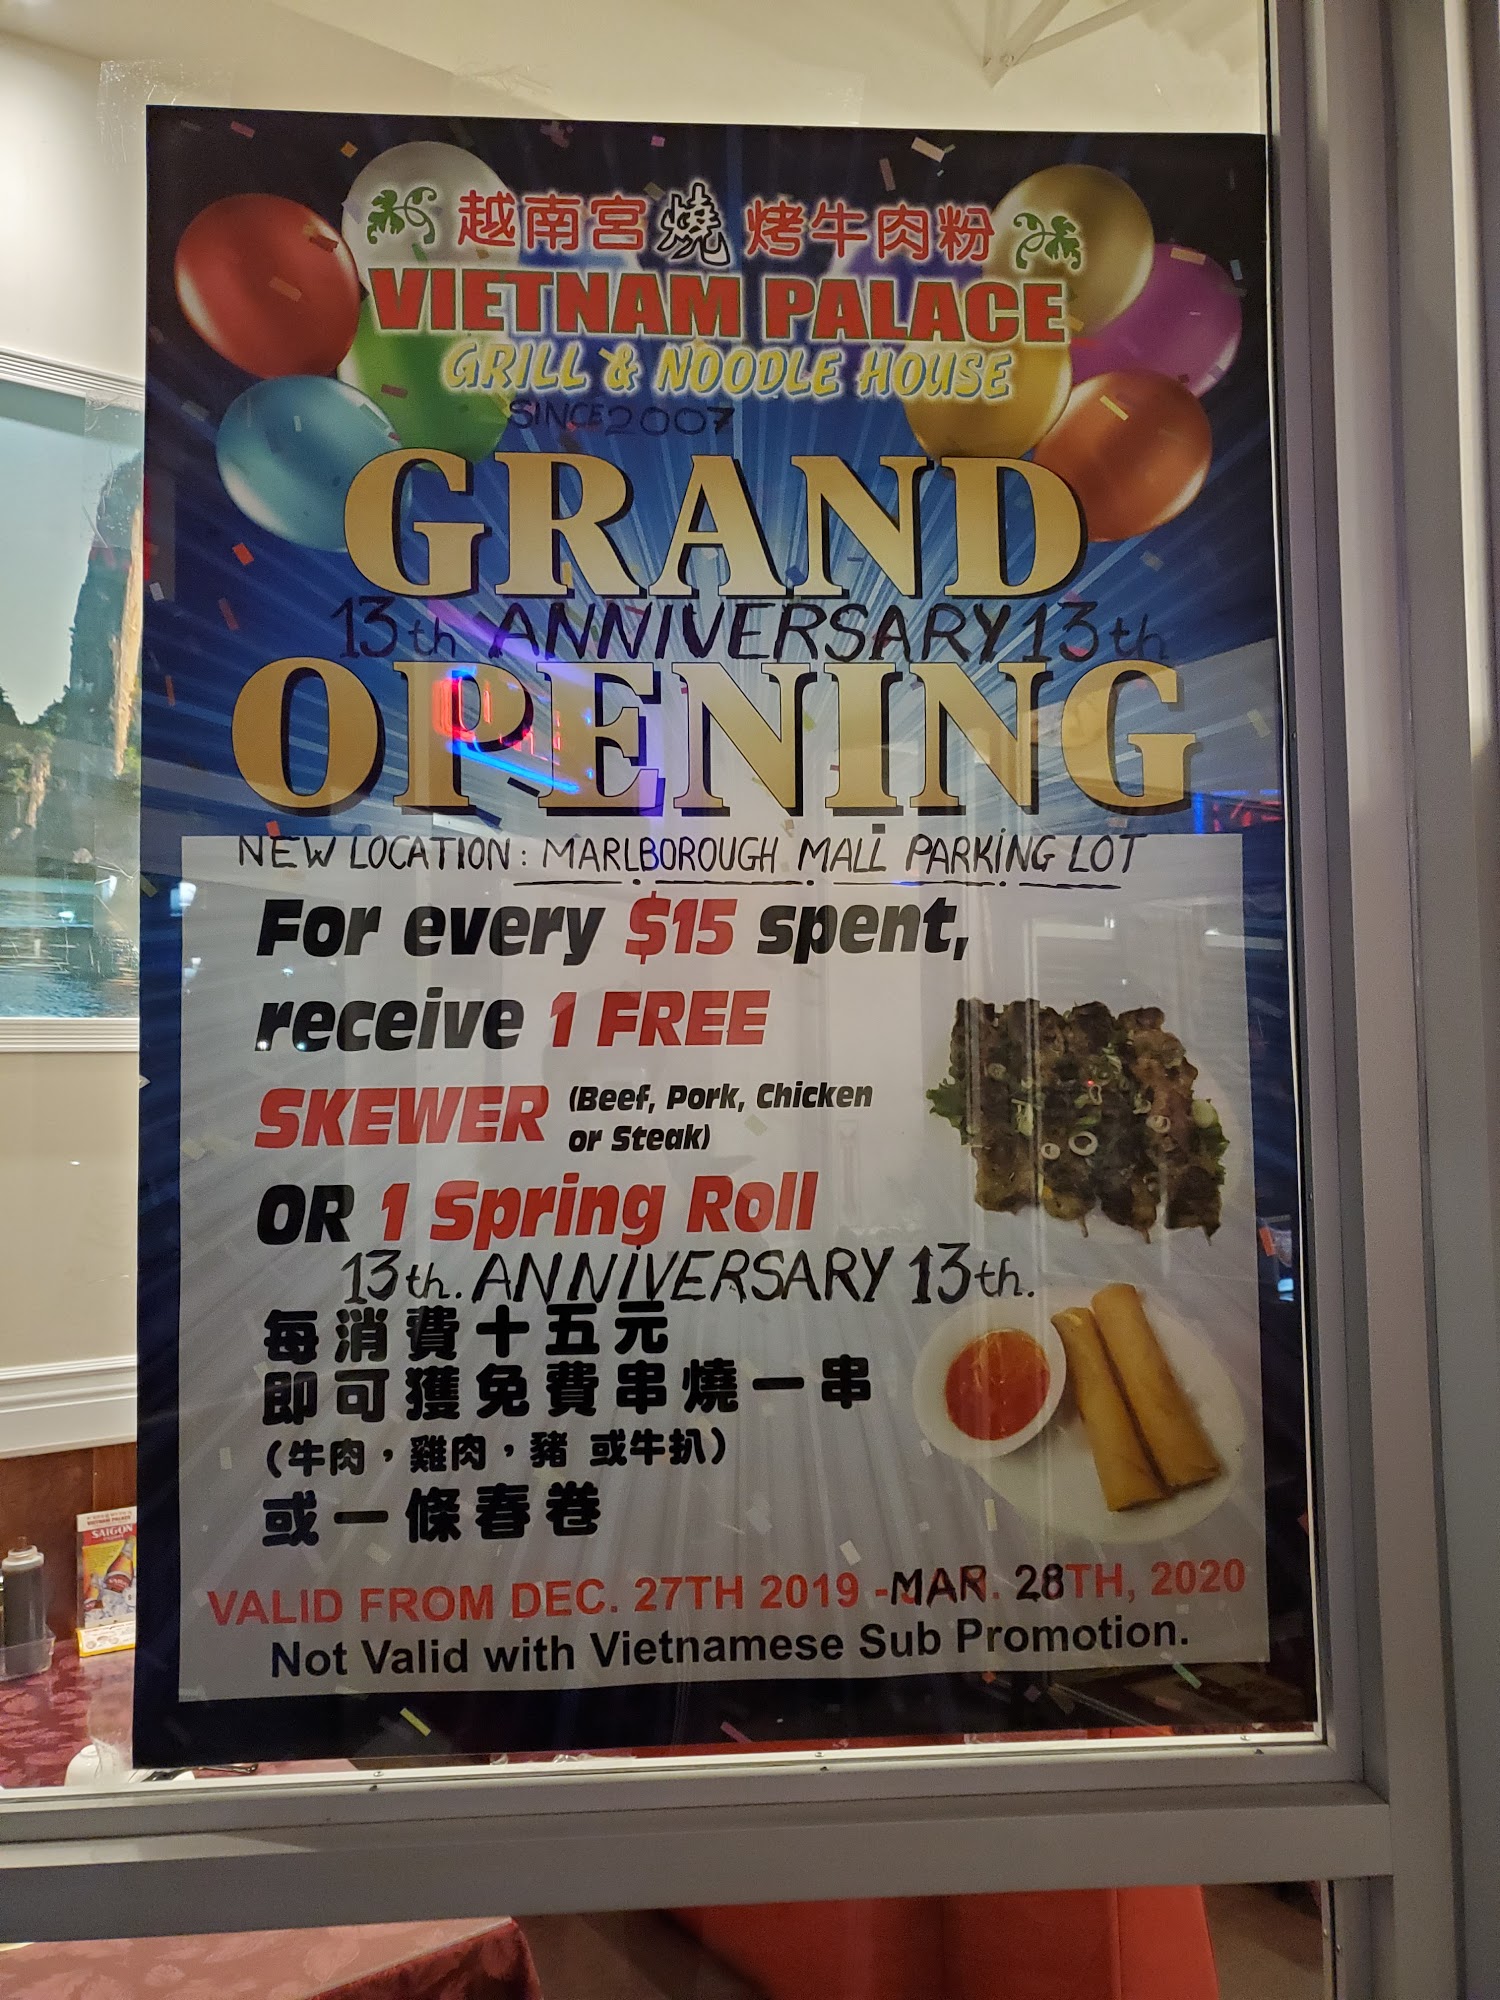 越南宮燒烤牛肉粉
VIETNAM PALACE
GRILL & NOODLE HOUSE
SINCE 2007
GRAND
13th ANNIVERSARY 13th
OPENING
NEW LOCATION: MARLBOROUGH MALL PARKING LOT
For every $15 spent,
receive 1 FREE
SKEWER (Beef, Pork, Chicken
or Steak)
OR 1 Spring Roll
13th. ANNIVERSARY 13th.
每消費十五元
即可獲免費串燒一串
(牛肉，雞肉，豬 或牛扒)
或一條春卷
VALID FROM DEC. 27TH 2019 -MAR. 28TH, 2020
Not Valid with Vietnamese Sub Promotion.
SAIGON